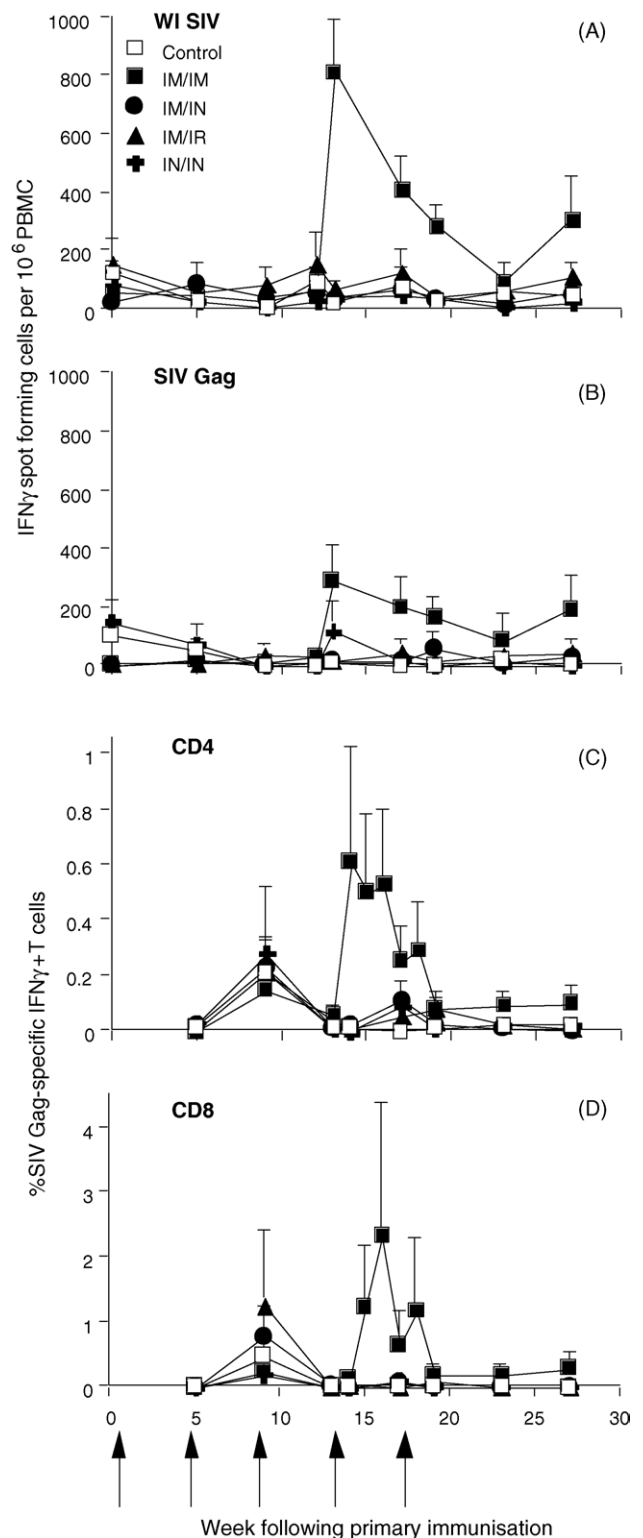 WI SIV
(A)
Control
IM/IM
IM/IN
IM/IR
IN/IN
1000
800
600
400
200
0
IFNγ spot forming cells per 10⁶ PBMC
SIV Gag
(B)
1000
800
600
400
200
0
CD4
(C)
1
0.8
0.6
0.4
0.2
0
%SIV Gag-specific IFNγ+T cells
CD8
(D)
4
3
2
1
0
0 5 10 15 20 25 30
Week following primary immunisation